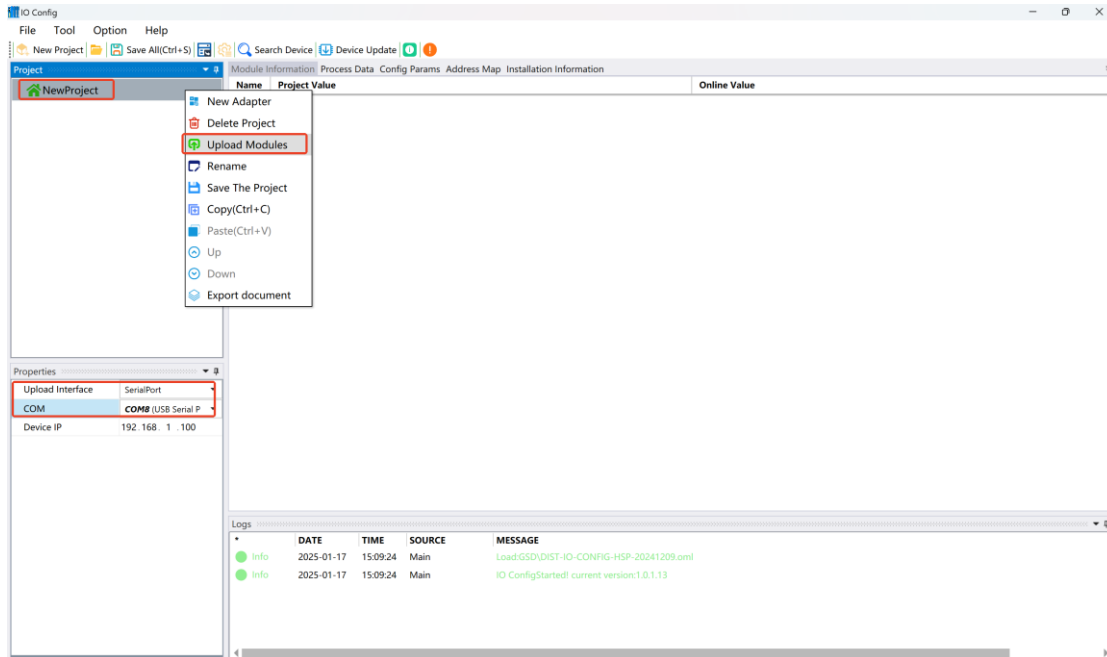 IO Config
File Tool Option Help
New Project Save All(Ctrl+S) Search Device Device Update
Project
NewProject
New Adapter
Delete Project
Upload Modules
Rename
Save The Project
Copy(Ctrl+C)
Paste(Ctrl+V)
Up
Down
Export document
Module Information Process Data Config Params Address Map Installation Information
Name Project Value Online Value
Properties
Upload Interface SerialPort
COM COM8 (USB Serial P
Device IP 192.168. 1 .100
Logs
* DATE TIME SOURCE MESSAGE
Info 2025-01-17 15:09:24 Main Load:GSD\DIST-IO-CONFIG-HSP-20241209.oml
Info 2025-01-17 15:09:24 Main IO ConfigStarted! current version:1.0.1.13